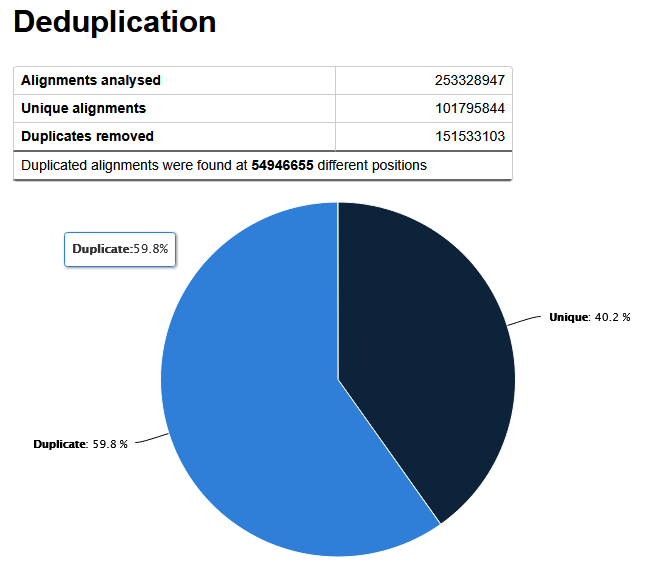 Deduplication
Alignments analysed 253328947
Unique alignments 101795844
Duplicates removed 151533103
Duplicated alignments were found at 54946655 different positions
Duplicate:59.8%
Unique: 40.2 %
Duplicate: 59.8 %